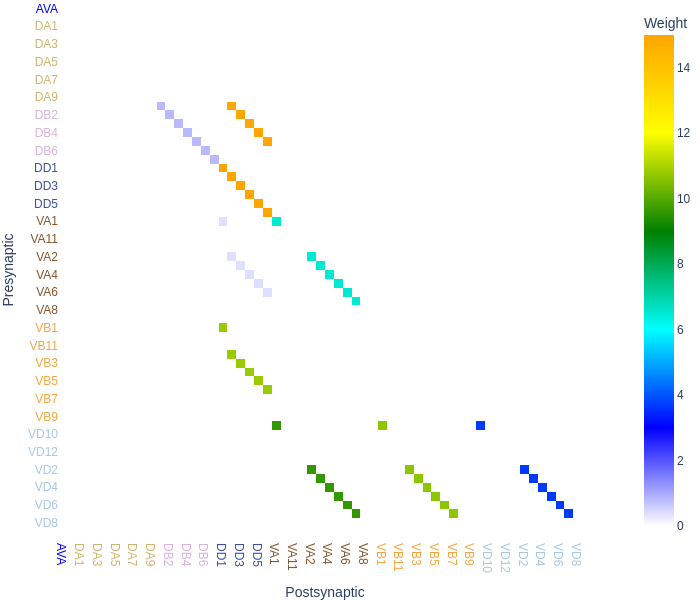 AVA
DA1
DA3
DA5
DA7
DA9
DB2
DB4
DB6
DD1
DD3
DD5
VA1
VA11
VA2
VA4
VA6
VA8
VB1
VB11
VB3
VB5
VB7
VB9
VD10
VD12
VD2
VD4
VD6
VD8
Presynaptic
AVA DA1 DA3 DA5 DA7 DA9 DB2 DB4 DB6 DD1 DD3 DD5 VA1 VA11 VA2 VA4 VA6 VA8 VB1 VB11 VB3 VB5 VB7 VB9 VD10 VD12 VD2 VD4 VD6 VD8
Postsynaptic
Weight
14
12
10
8
6
4
2
0